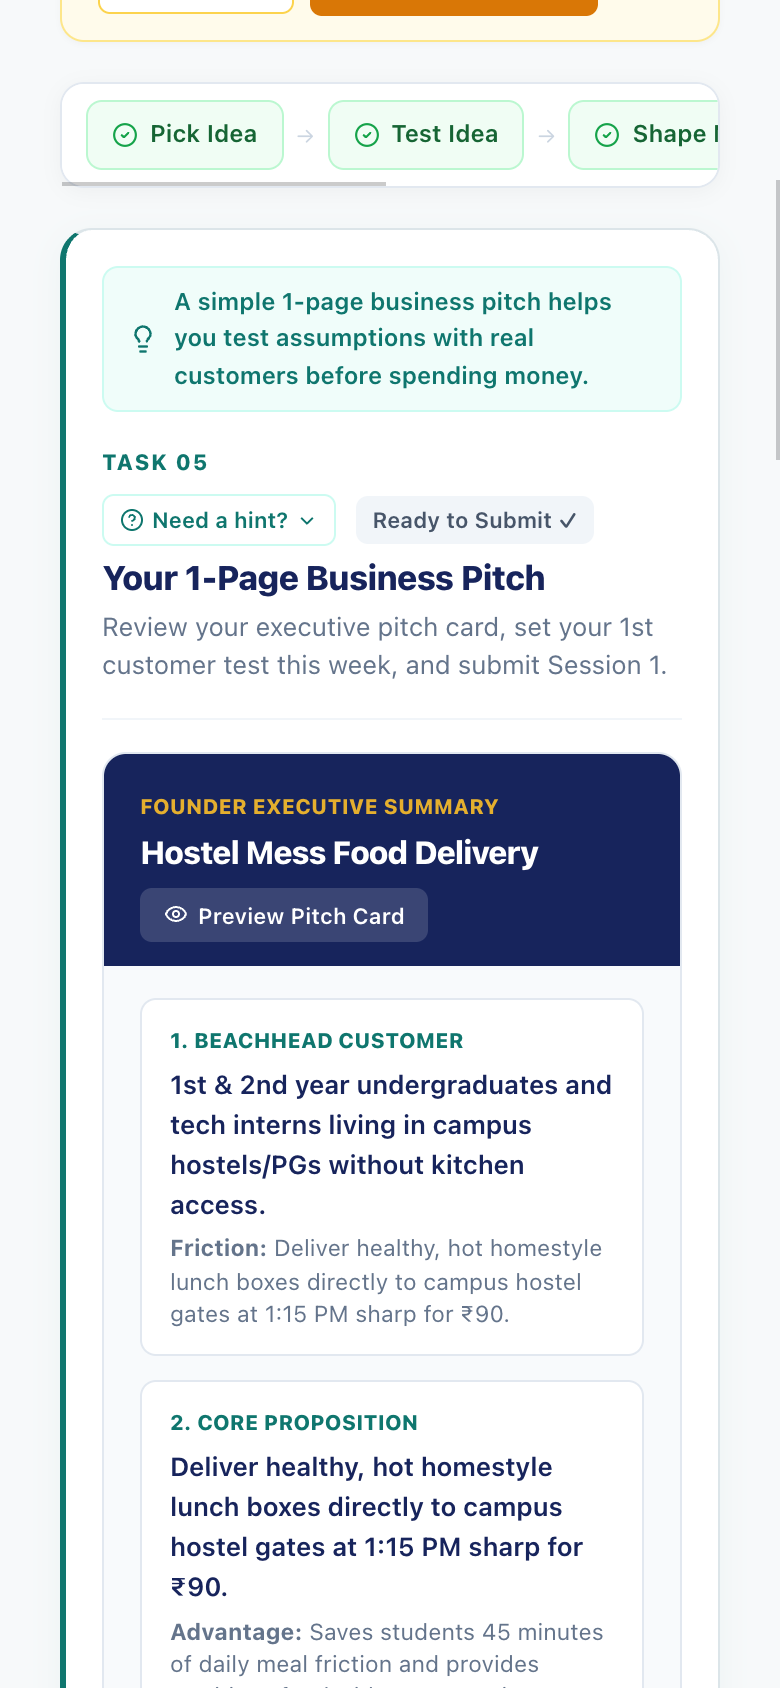 Pick Idea → Test Idea → Shape
A simple 1-page business pitch helps
you test assumptions with real
customers before spending money.
TASK 05
Need a hint?
Ready to Submit ✓
Your 1-Page Business Pitch
Review your executive pitch card, set your 1st
customer test this week, and submit Session 1.
FOUNDER EXECUTIVE SUMMARY
Hostel Mess Food Delivery
Preview Pitch Card
1. BEACHHEAD CUSTOMER
1st & 2nd year undergraduates and
tech interns living in campus
hostels/PGs without kitchen
access.
Friction: Deliver healthy, hot homestyle
lunch boxes directly to campus hostel
gates at 1:15 PM sharp for ₹90.
2. CORE PROPOSITION
Deliver healthy, hot homestyle
lunch boxes directly to campus
hostel gates at 1:15 PM sharp for
₹90.
Advantage: Saves students 45 minutes
of daily meal friction and provides